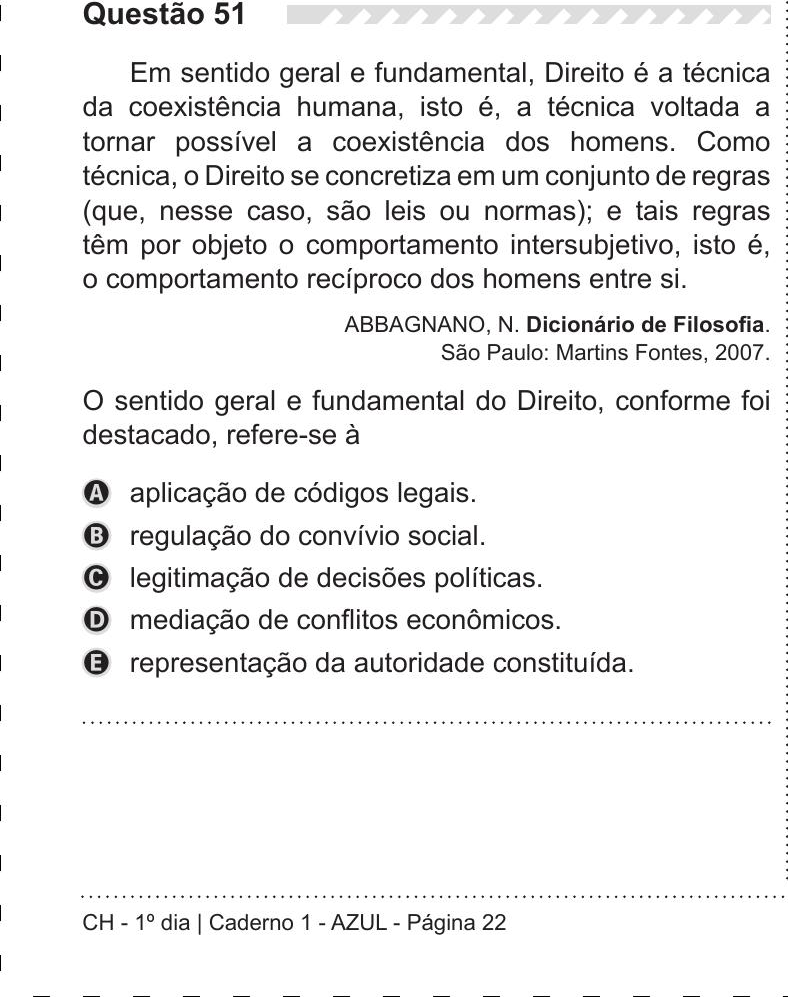 Questão 51
Em sentido geral e fundamental, Direito é a técnica
da coexistência humana, isto é, a técnica voltada a
tornar possível a coexistência dos homens. Como
técnica, o Direito se concretiza em um conjunto de regras
(que, nesse caso, são leis ou normas); e tais regras
têm por objeto o comportamento intersubjetivo, isto é,
o comportamento recíproco dos homens entre si.
ABBAGNANO, N. Dicionário de Filosofia.
São Paulo: Martins Fontes, 2007.
O sentido geral e fundamental do Direito, conforme foi
destacado, refere-se à
A aplicação de códigos legais.
B regulação do convívio social.
C legitimação de decisões políticas.
D mediação de conflitos econômicos.
E representação da autoridade constituída.
CH - 1º dia | Caderno 1 - AZUL - Página 22